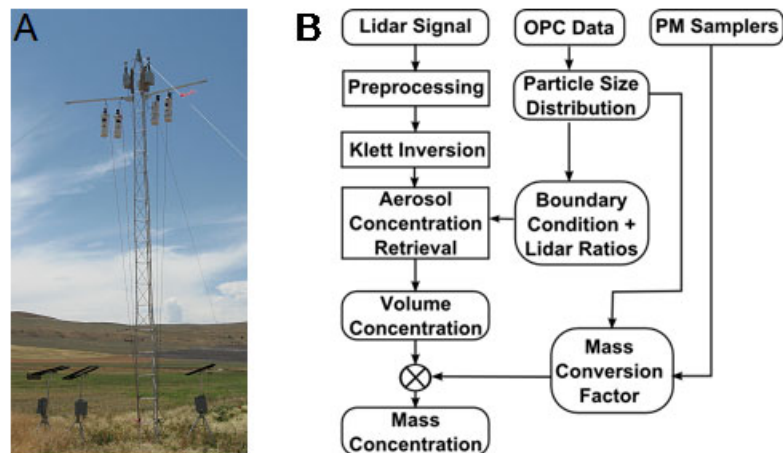 A
B
Lidar Signal
OPC Data
PM Samplers
Preprocessing
Particle Size
Distribution
Klett Inversion
Aerosol
Concentration
Retrieval
Boundary
Condition +
Lidar Ratios
Volume
Concentration
Mass
Conversion
Factor
Mass
Concentration